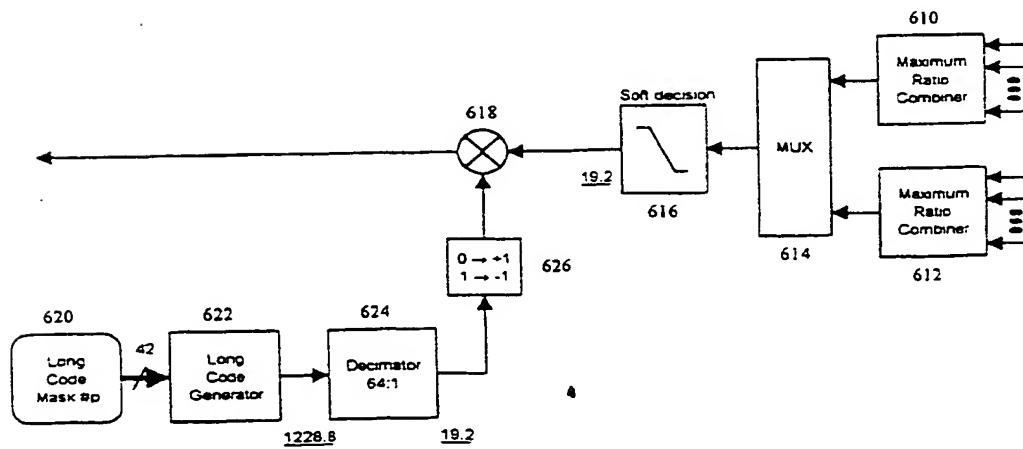 610
Maximum
Ratio
Combiner
Soft decision
618
MUX
19.2
616
614
Maximum
Ratio
Combiner
612
0 → +1
1 → -1
626
620
622
624
Long
Code
Mask #p
42
Long
Code
Generator
Decimator
64:1
1228.8
19.2